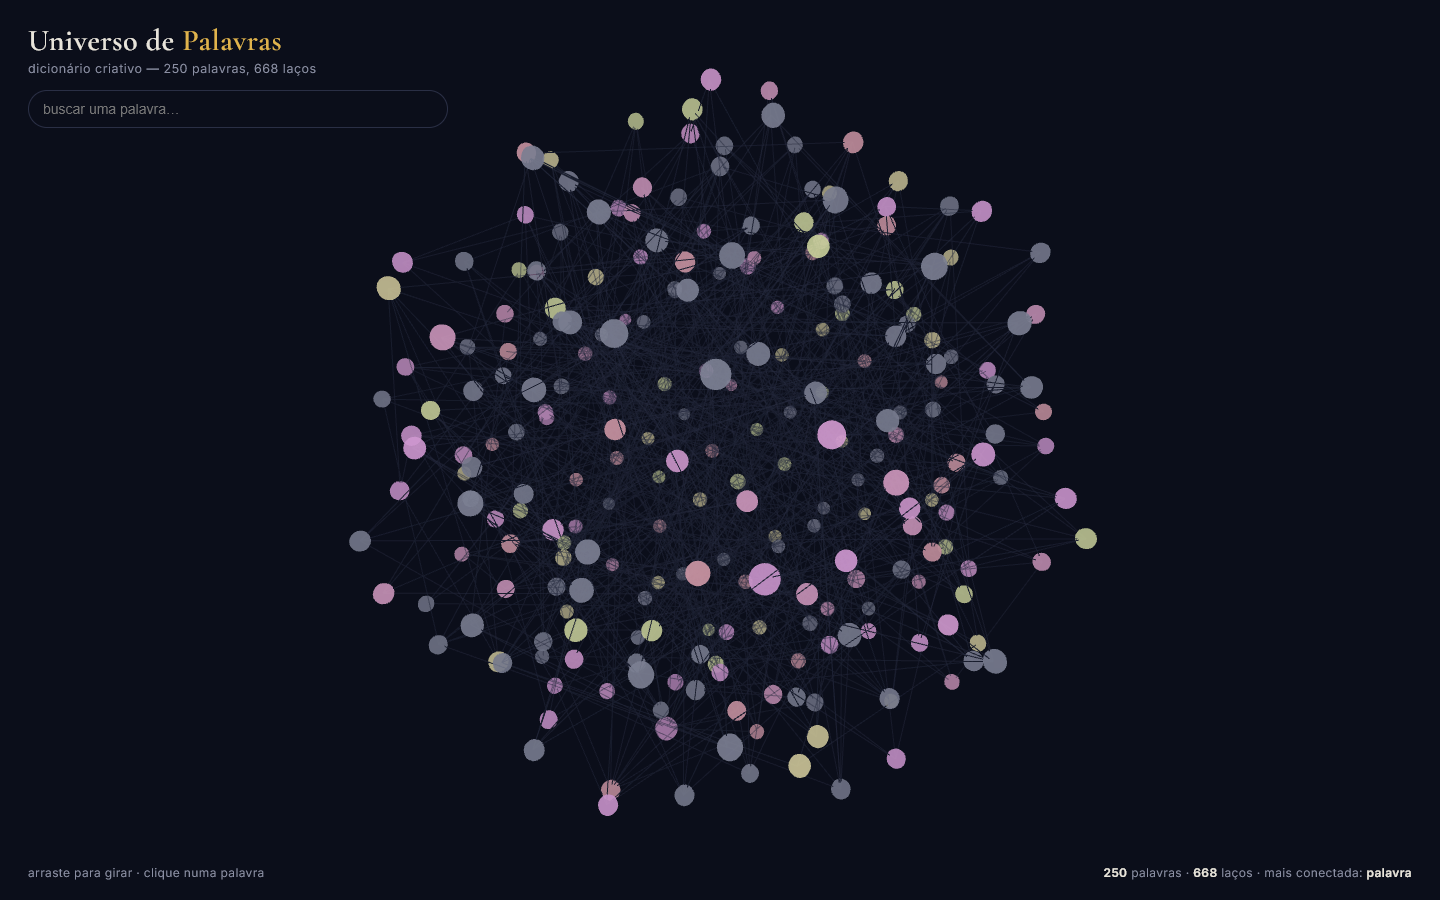 Universo de Palavras
dicionário criativo — 250 palavras, 668 laços
buscar uma palavra…
arraste para girar · clique numa palavra
250 palavras · 668 laços · mais conectada: palavra